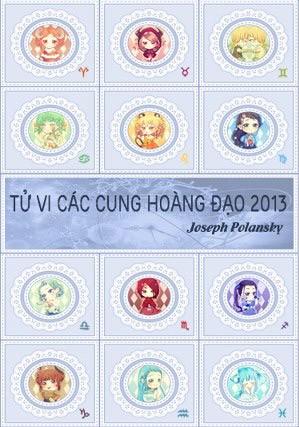 ♈ ♉ ♊
♋ ♌ ♍
TỬ VI CÁC CUNG HOÀNG ĐẠO 2013
Joseph Polansky
♎ ♏ ♐
♑ ♒ ♓